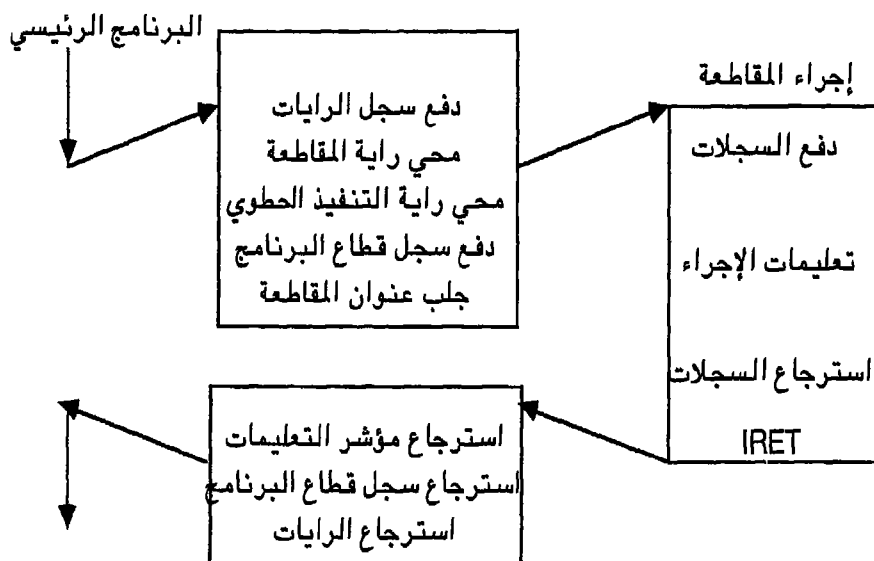 البرنامج الرئيسي
دفع سجل الرايات
محي راية المقاطعة
محي راية التنفيذ الحطوي
دفع سجل قطاع البرنامج
جلب عنوان المقاطعة
إجراء المقاطعة
دفع السجلات
تعليمات الإجراء
استرجاع السجلات
IRET
استرجاع مؤشر التعليمات
استرجاع سجل قطاع البرنامج
استرجاع الرايات